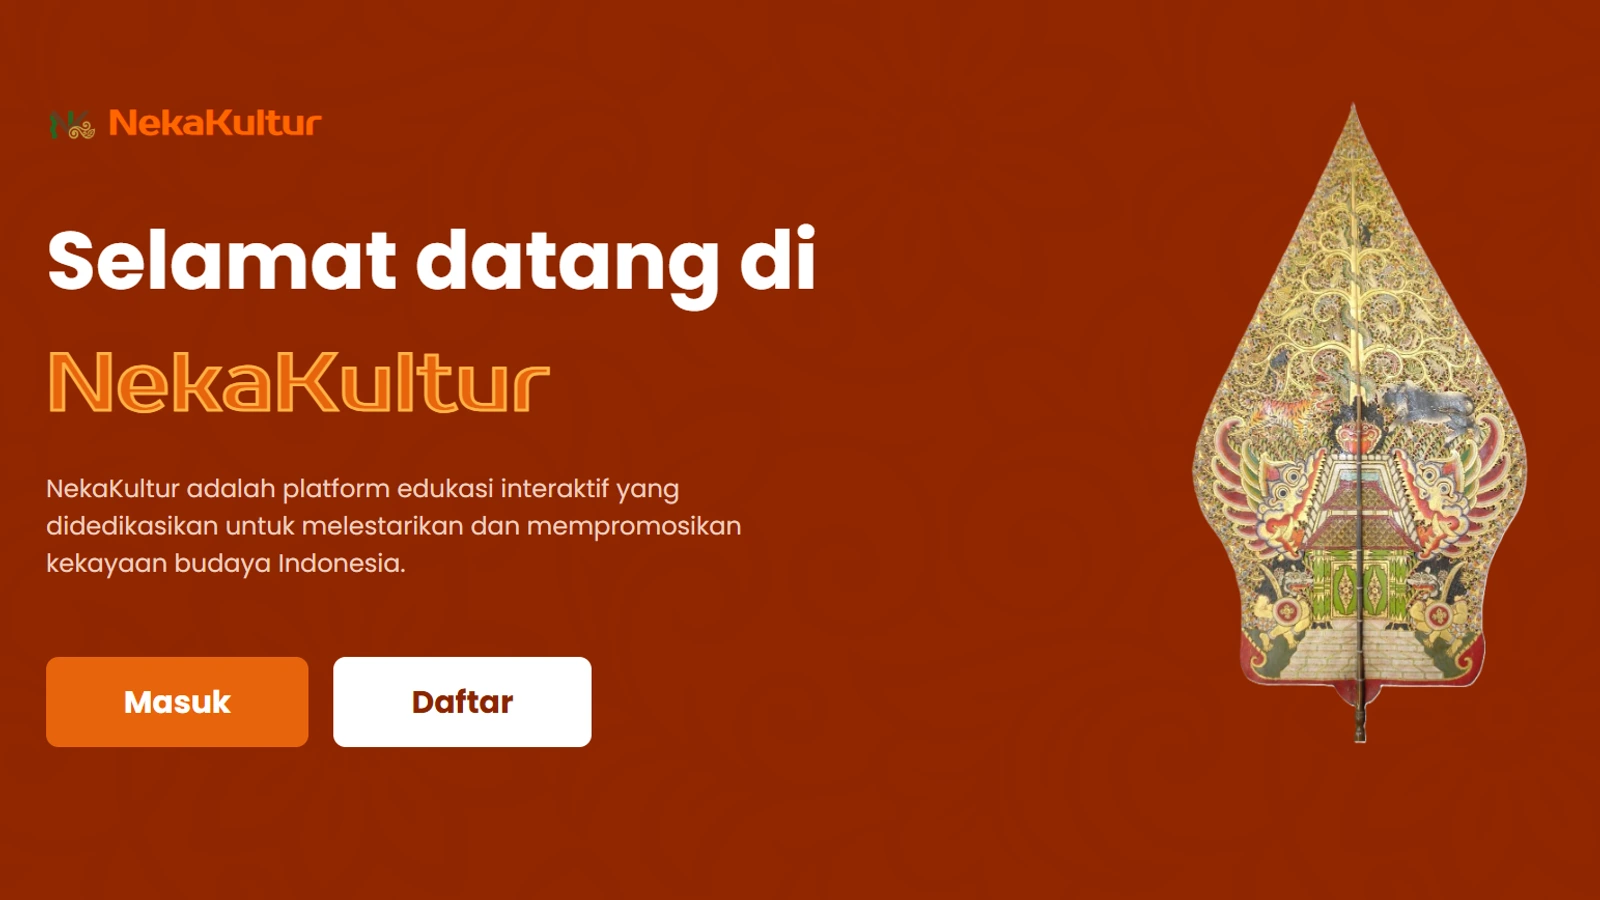 NekaKultur
Selamat datang di
NekaKultur
NekaKultur adalah platform edukasi interaktif yang
didedikasikan untuk melestarikan dan mempromosikan
kekayaan budaya Indonesia.
Masuk
Daftar